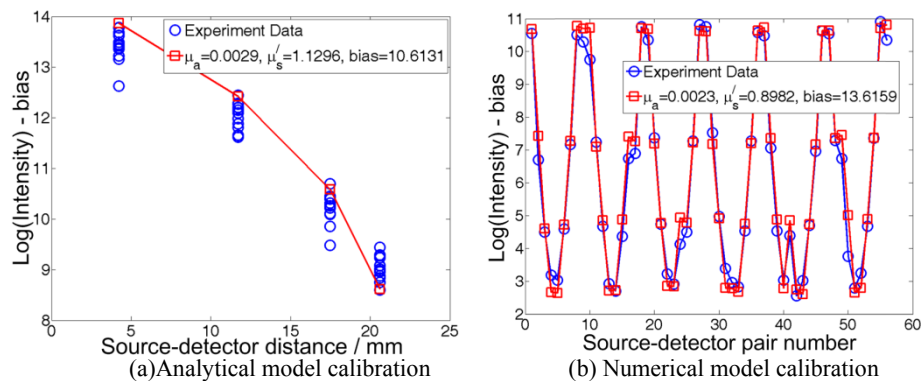 14
13
12
11
10
9
8
0 5 10 15 20 25
Log(Intensity) - bias
Source-detector distance / mm
Experiment Data
μa=0.0029, μs′=1.1296, bias=10.6131
(a)Analytical model calibration
11
10
9
8
7
6
5
4
3
2
0 10 20 30 40 50 60
Log(Intensity) - bias
Source-detector pair number
Experiment Data
μa=0.0023, μs′=0.8982, bias=13.6159
(b) Numerical model calibration